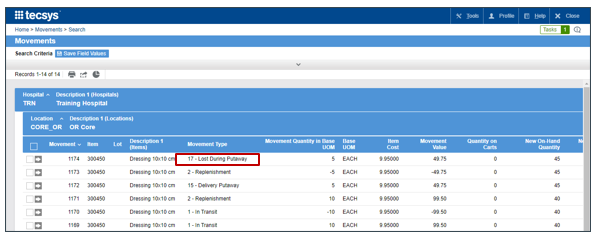 tecsys Tools Profile Help Close
Home > Movements > Search Tasks 1
Movements
Search Criteria Save Field Values
Records 1-14 of 14
Hospital Description 1 (Hospitals)
TRN Training Hospital
Location Description 1 (Locations)
CORE_OR OR Core
Movement Item Lot Description 1 (Items) Movement Type Movement Quantity in Base UOM Base UOM Item Cost Movement Value Quantity on Carts New On-Hand Quantity
1174 300450 Dressing 10x10 cm 17 - Lost During Putaway 5 EACH 9.95000 49.75 0 45
1173 300450 Dressing 10x10 cm 2 - Replenishment -5 EACH 9.95000 -49.75 0 45
1172 300450 Dressing 10x10 cm 15 - Delivery Putaway 5 EACH 9.95000 49.75 0 45
1171 300450 Dressing 10x10 cm 2 - Replenishment 10 EACH 9.95000 99.50 0 40
1170 300450 Dressing 10x10 cm 1 - In Transit -10 EACH 9.95000 -99.50 0 40
1169 300450 Dressing 10x10 cm 1 - In Transit 10 EACH 9.95000 99.50 0 40